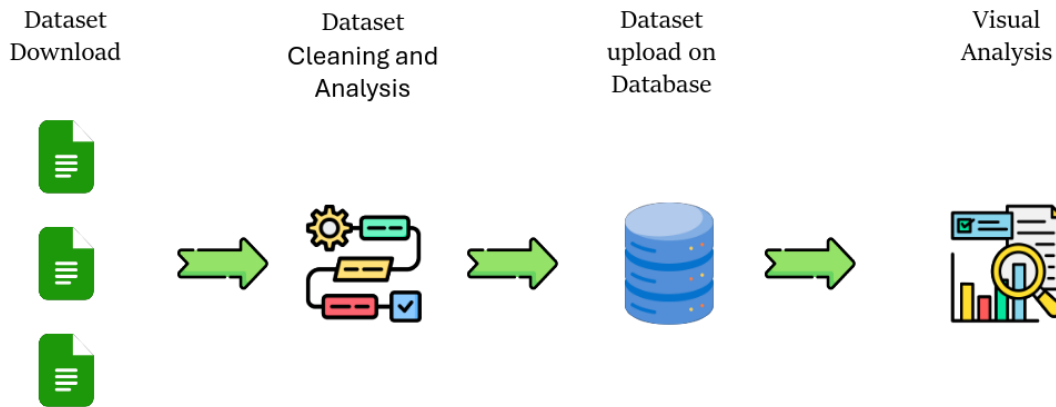 Dataset
Download
Dataset
Cleaning and
Analysis
Dataset
upload on
Database
Visual
Analysis